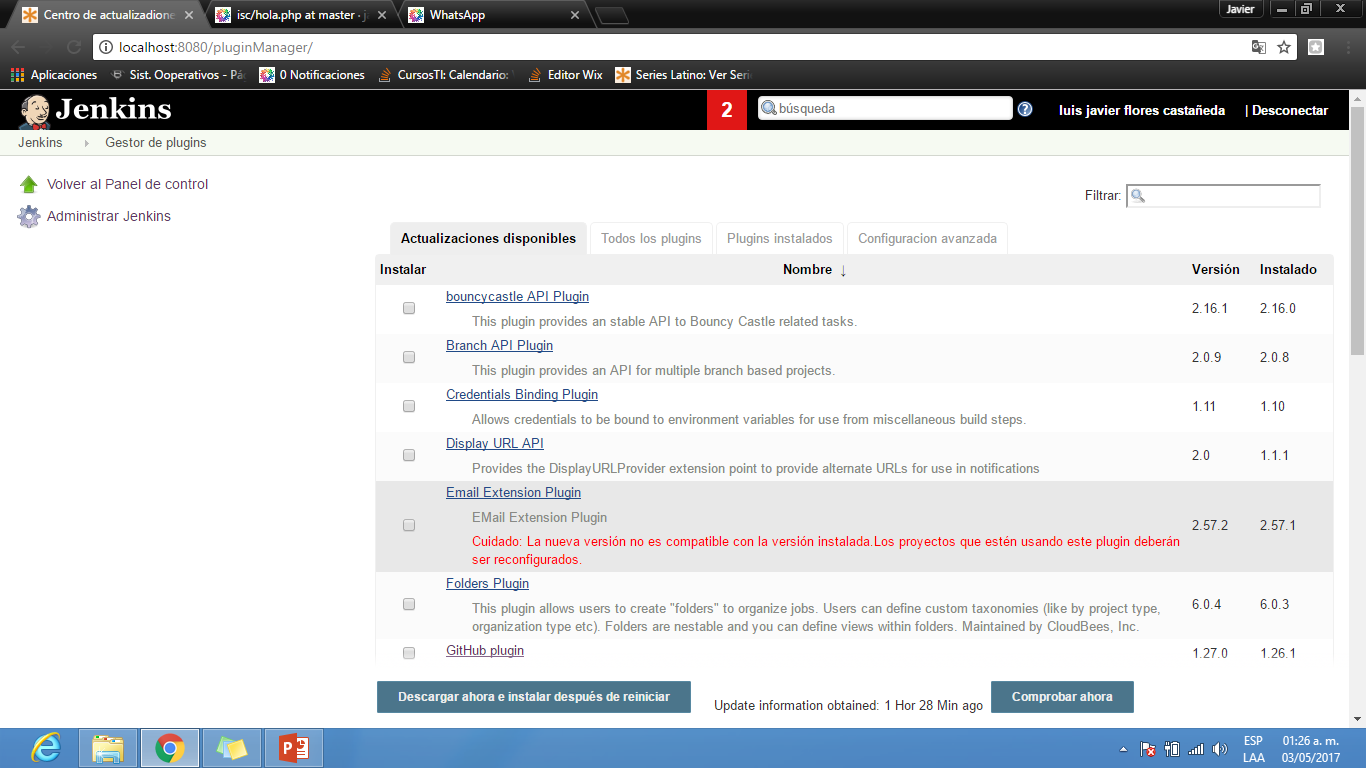 Centro de actualizadione
isc/hola.php at master · j
WhatsApp
Javier
localhost:8080/pluginManager/
Aplicaciones
Sist. Ooperativos - Pá
0 Notificaciones
CursosTI: Calendario:
Editor Wix
Series Latino: Ver Seri
Jenkins
2
búsqueda
luis javier flores castañeda
| Desconectar
Jenkins
Gestor de plugins
Volver al Panel de control
Administrar Jenkins
Filtrar:
Actualizaciones disponibles
Todos los plugins
Plugins instalados
Configuracion avanzada
Instalar
Nombre ↓
Versión
Instalado
bouncycastle API Plugin
This plugin provides an stable API to Bouncy Castle related tasks.
2.16.1
2.16.0
Branch API Plugin
This plugin provides an API for multiple branch based projects.
2.0.9
2.0.8
Credentials Binding Plugin
Allows credentials to be bound to environment variables for use from miscellaneous build steps.
1.11
1.10
Display URL API
Provides the DisplayURLProvider extension point to provide alternate URLs for use in notifications
2.0
1.1.1
Email Extension Plugin
EMail Extension Plugin
Cuidado: La nueva versión no es compatible con la versión instalada.Los proyectos que estén usando este plugin deberán
ser reconfigurados.
2.57.2
2.57.1
Folders Plugin
This plugin allows users to create "folders" to organize jobs. Users can define custom taxonomies (like by project type,
organization type etc). Folders are nestable and you can define views within folders. Maintained by CloudBees, Inc.
6.0.4
6.0.3
GitHub plugin
1.27.0
1.26.1
Descargar ahora e instalar después de reiniciar
Update information obtained: 1 Hor 28 Min ago
Comprobar ahora
ESP
LAA
01:26 a. m.
03/05/2017